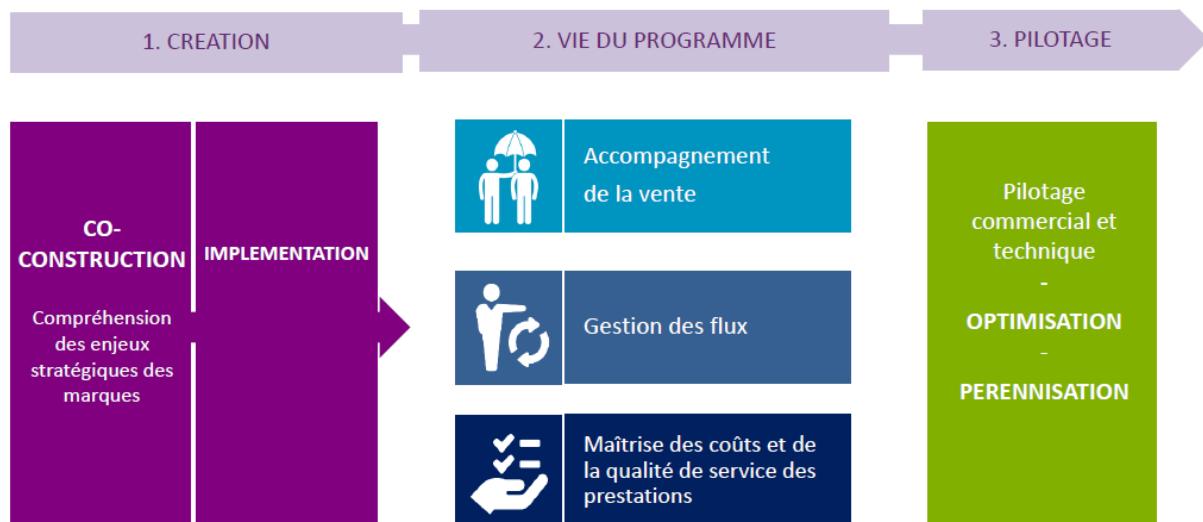 1. CREATION
2. VIE DU PROGRAMME
3. PILOTAGE
CO-
CONSTRUCTION
Compréhension
des enjeux
stratégiques des
marques
IMPLEMENTATION
Accompagnement
de la vente
Gestion des flux
Maîtrise des coûts et de
la qualité de service des
prestations
Pilotage
commercial et
technique
-
OPTIMISATION
-
PERENNISATION